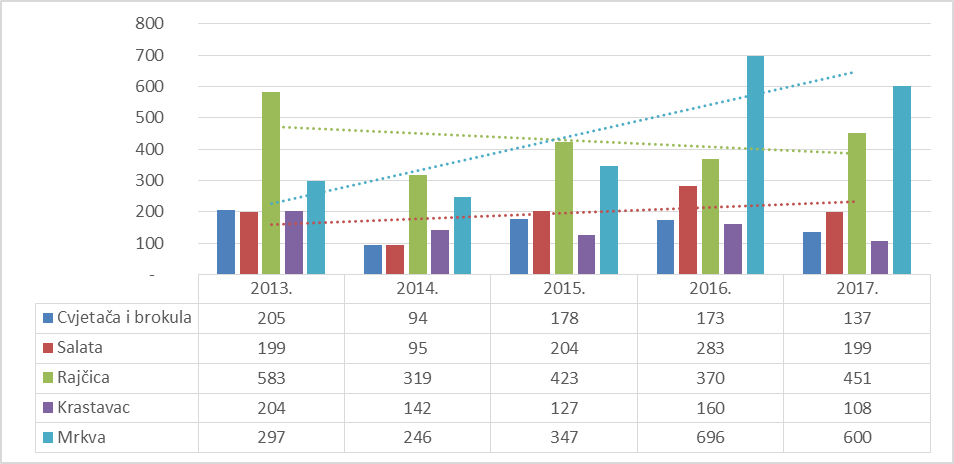 800
700
600
500
400
300
200
100
-
2013. 2014. 2015. 2016. 2017.
Cvjetača i brokula 205 94 178 173 137
Salata 199 95 204 283 199
Rajčica 583 319 423 370 451
Krastavac 204 142 127 160 108
Mrkva 297 246 347 696 600